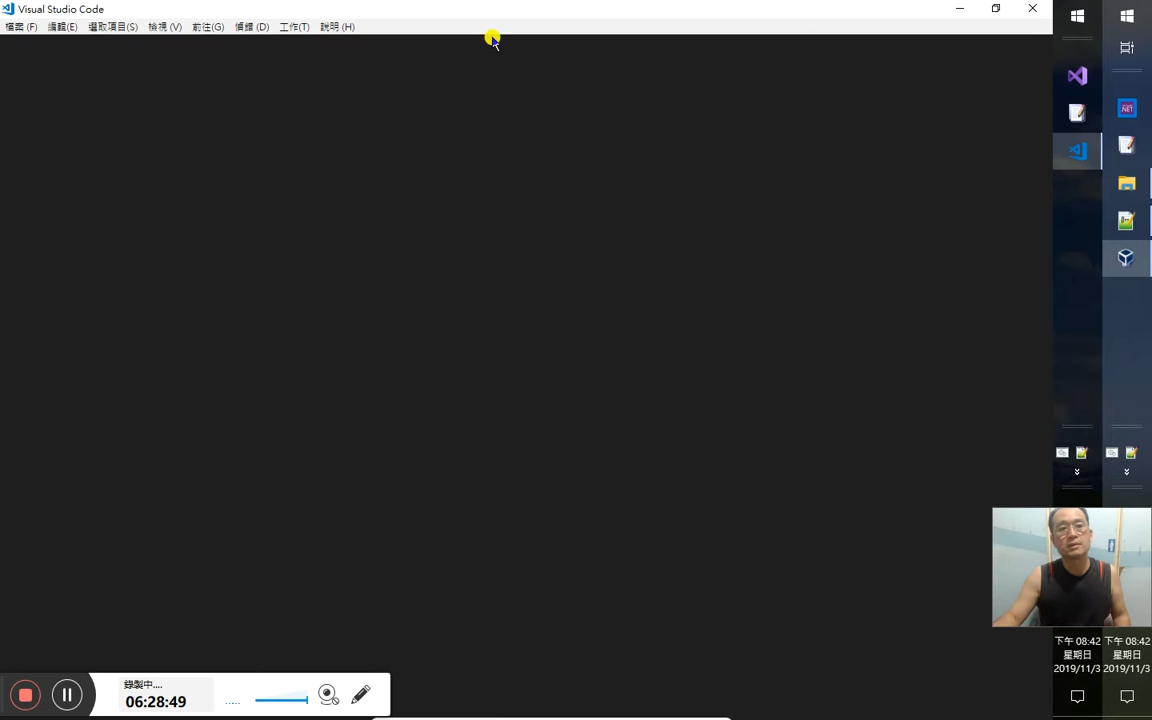 Visual Studio Code
檔案 (F) 編輯(E) 選取項目(S) 檢視 (V) 前往(G) 偵錯 (D) 工作(T) 說明 (H)
NET
錄製中....
06:28:49
下午 08:42 下午 08:42
星期日 星期日
2019/11/3 2019/11/3